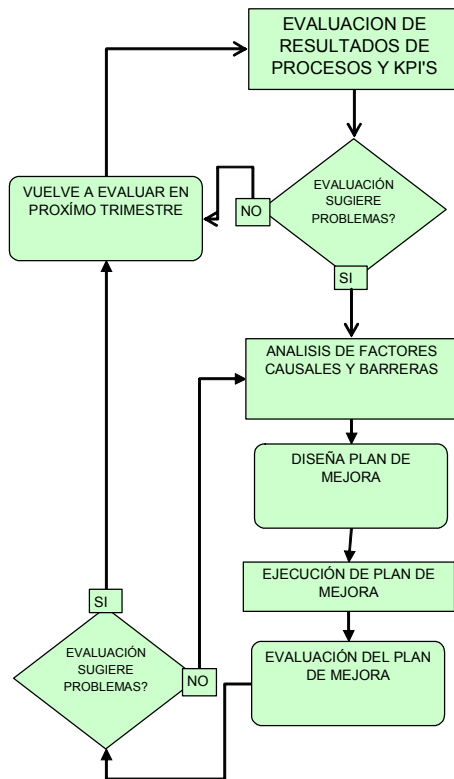 EVALUACION DE
RESULTADOS DE
PROCESOS Y KPI'S
VUELVE A EVALUAR EN
PROXÍMO TRIMESTRE
EVALUACIÓN
SUGIERE
PROBLEMAS?
NO
SI
ANALISIS DE FACTORES
CAUSALES Y BARRERAS
DISEÑA PLAN DE
MEJORA
EJECUCIÓN DE PLAN DE
MEJORA
EVALUACIÓN DEL PLAN
DE MEJORA
SI
EVALUACIÓN
SUGIERE
PROBLEMAS?
NO